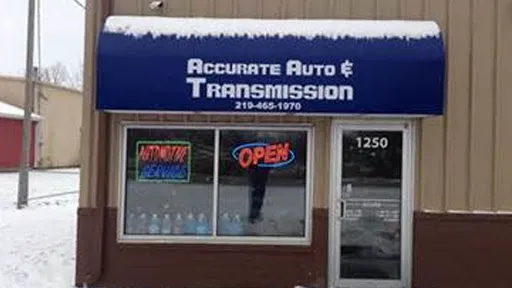 ACCURATE AUTO &
TRANSMISSION
219-465-1970
AUTOMOTIVE
SERVICE
OPEN
1250